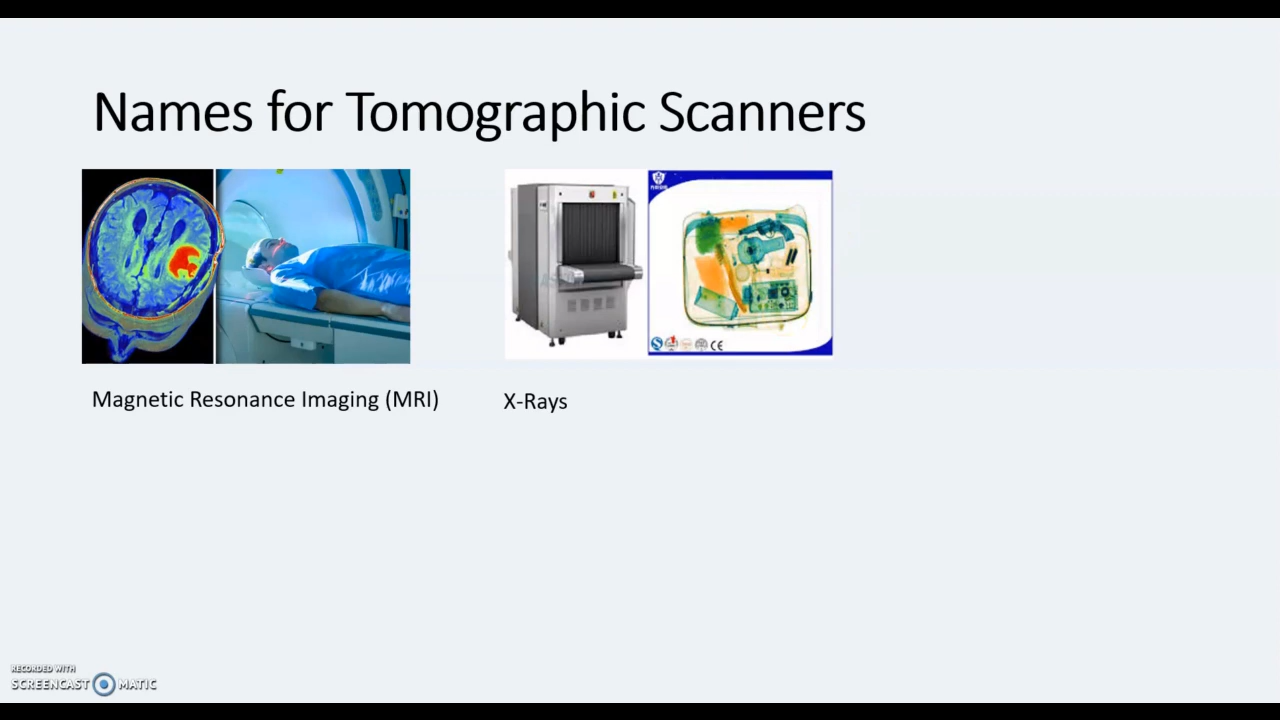 Names for Tomographic Scanners
Magnetic Resonance Imaging (MRI)
X-Rays
RECORDED WITH
SCREENCAST MATIC